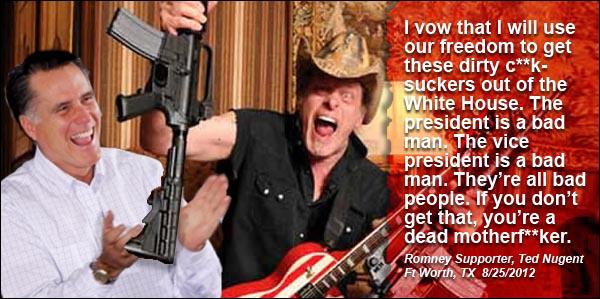 I vow that I will use
our freedom to get
these dirty c**k-
suckers out of the
White House. The
president is a bad
man. The vice
president is a bad
man. They're all bad
people. If you don't
get that, you're a
dead motherf**ker.
Romney Supporter, Ted Nugent
Ft Worth, TX 8/25/2012